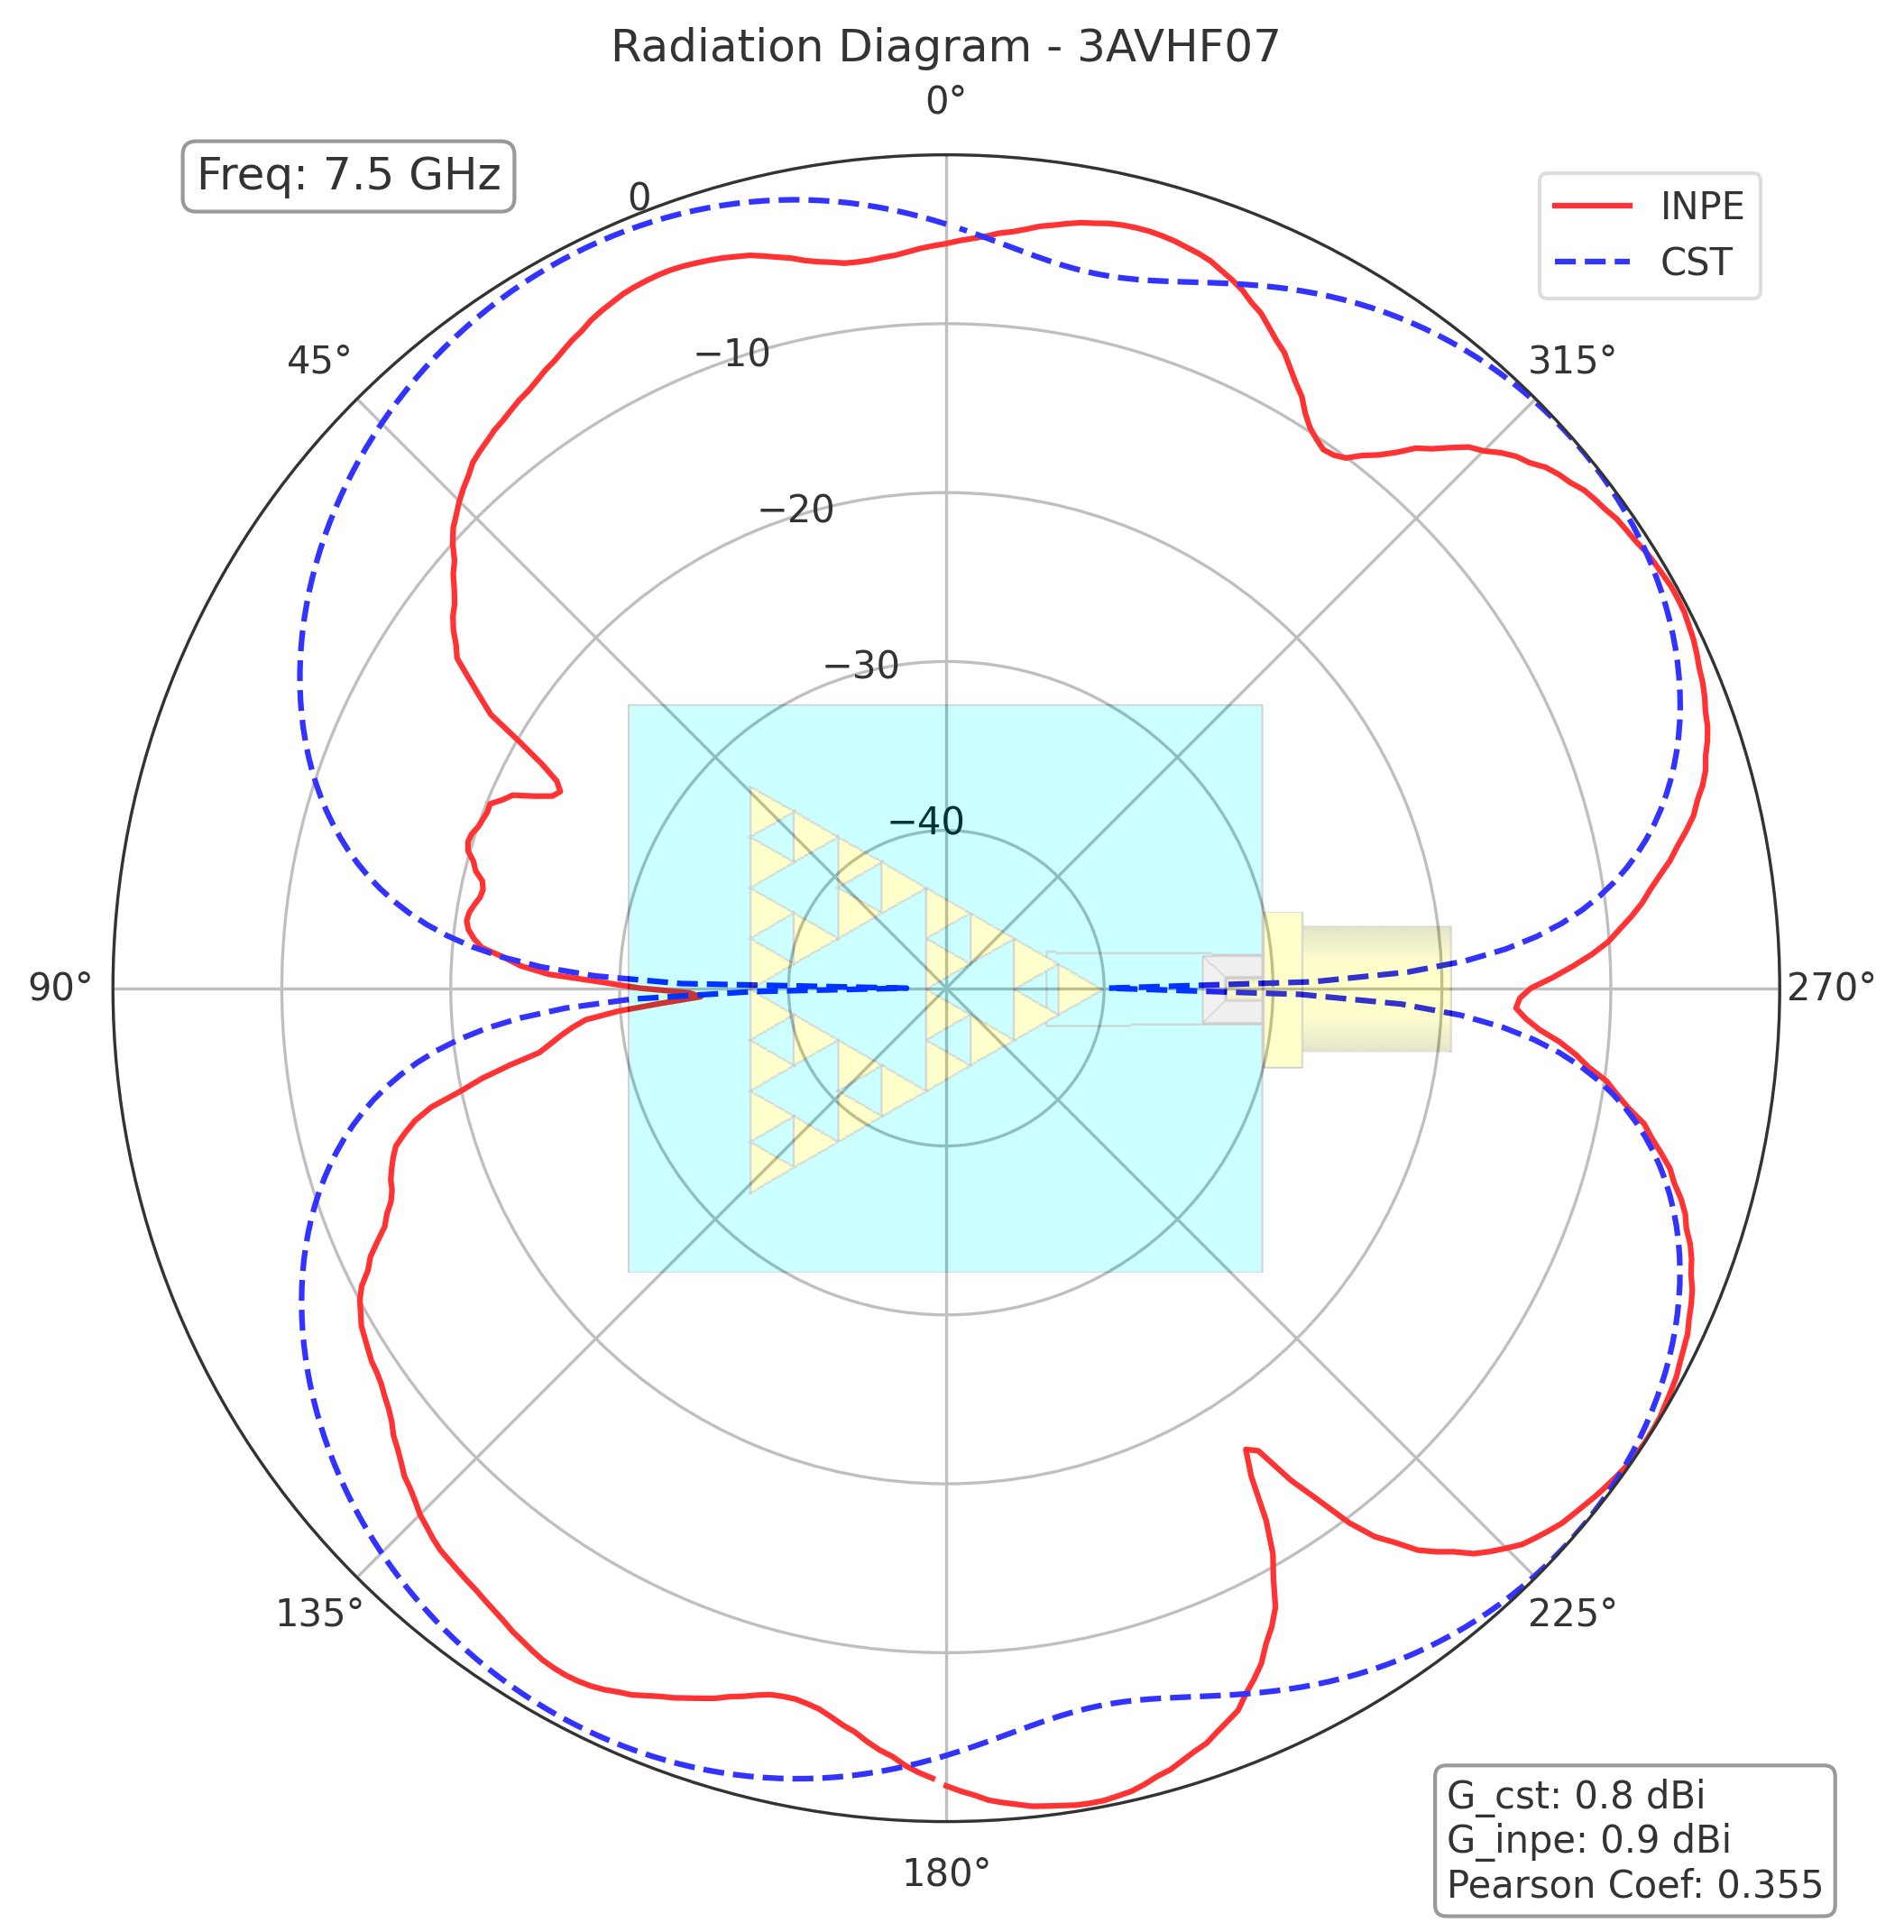 Radiation Diagram - 3AVHF07
0°
Freq: 7.5 GHz
INPE
CST
0
45°
315°
−10
−20
−30
−40
90°
270°
135°
225°
180°
G_cst: 0.8 dBi
G_inpe: 0.9 dBi
Pearson Coef: 0.355